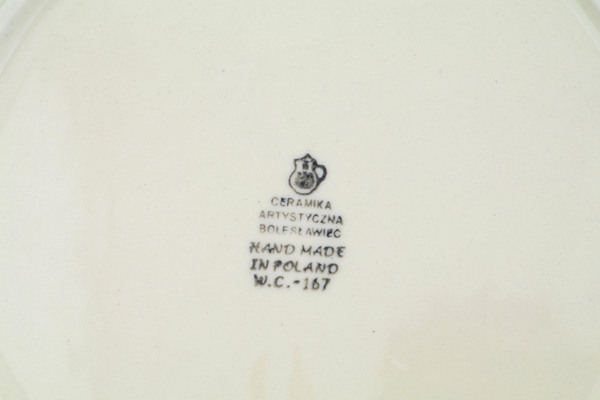 CERAMIKA
ARTYSTYCZNA
BOLESŁAWIEC
HAND MADE
IN POLAND
W.C.-167